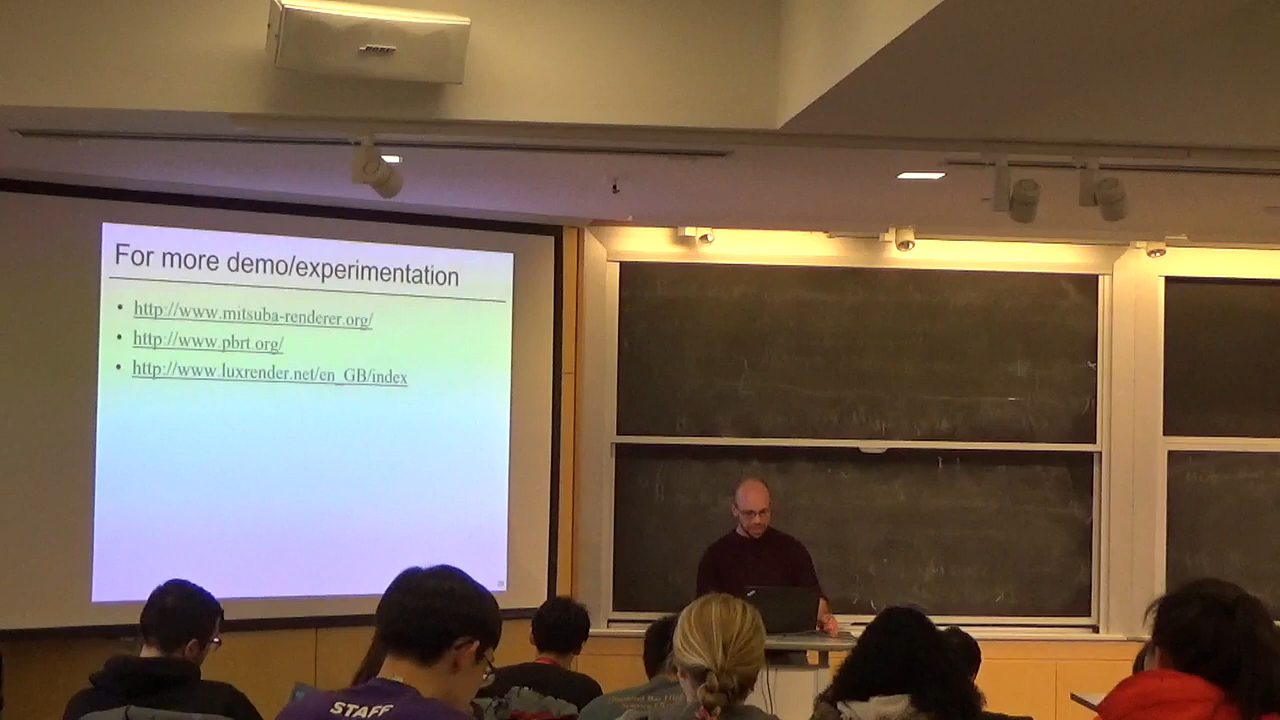 BOSE
For more demo/experimentation
• http://www.mitsuba-renderer.org/
• http://www.pbrt.org/
• http://www.luxrender.net/en_GB/index
STAFF